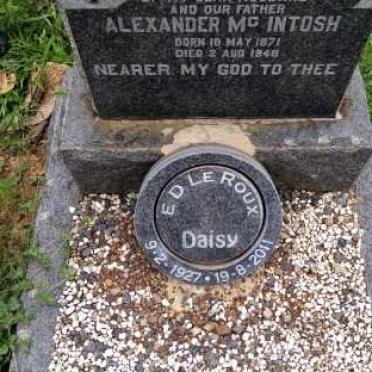 AND OUR FATHER
ALEXANDER Mc INTOSH
BORN 18 MAY 1871
DIED 2 AUG 1948
NEARER MY GOD TO THEE
E D LE ROUX
Daisy
9·2·1927 · 19·8·2011